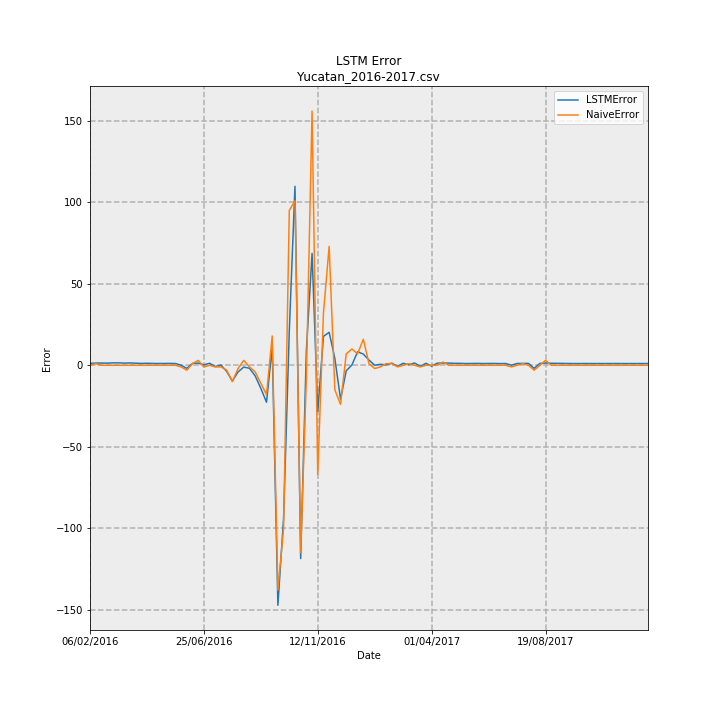 LSTM Error
Yucatan_2016-2017.csv
LSTMError
NaiveError
150
100
50
0
−50
−100
−150
Error
06/02/2016
25/06/2016
12/11/2016
01/04/2017
19/08/2017
Date